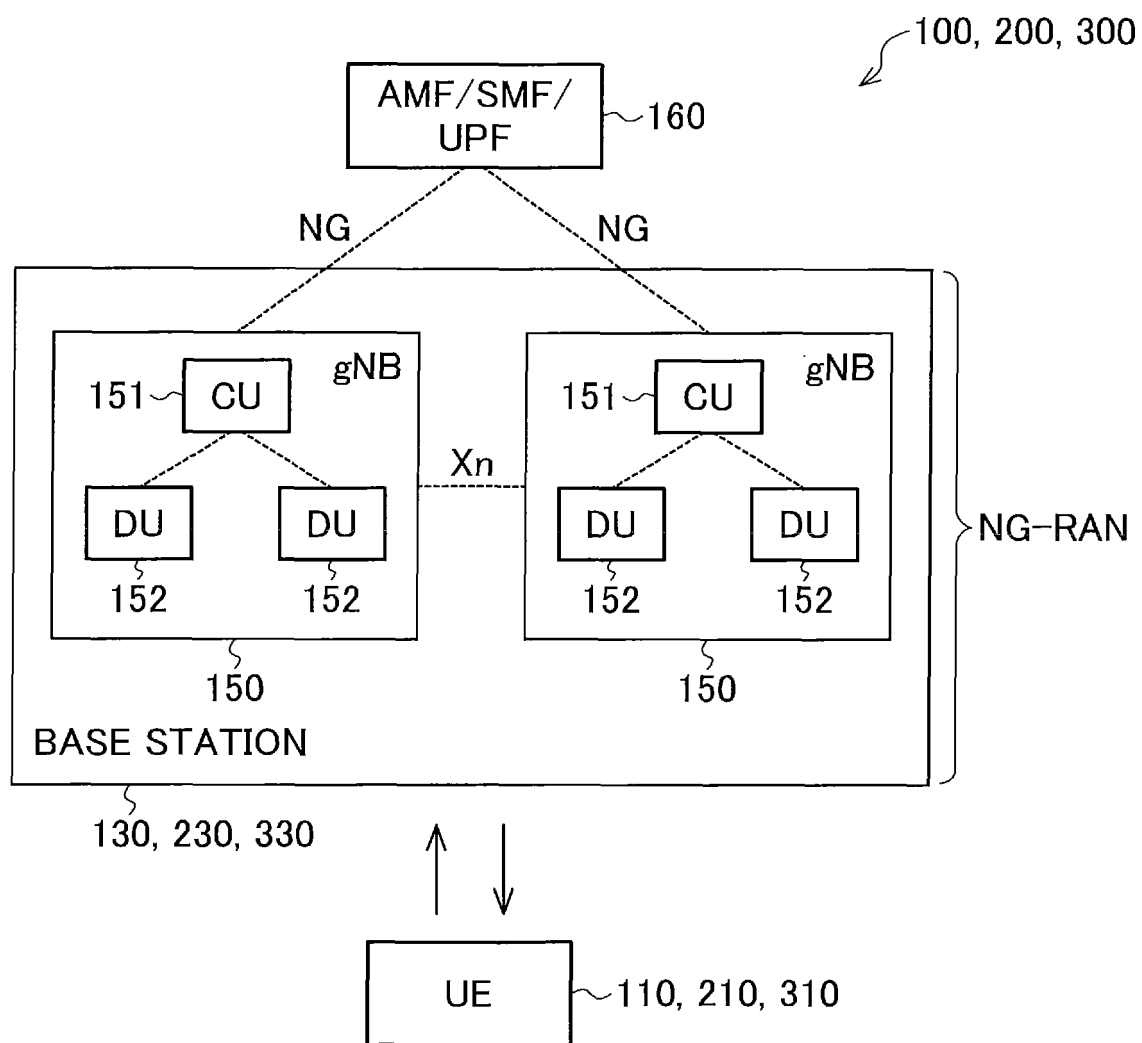 100, 200, 300
AMF/SMF/
UPF
160
NG
NG
gNB
gNB
151
CU
151
CU
Xn
DU
DU
DU
DU
NG-RAN
152
152
152
152
150
150
BASE STATION
130, 230, 330
UE
110, 210, 310